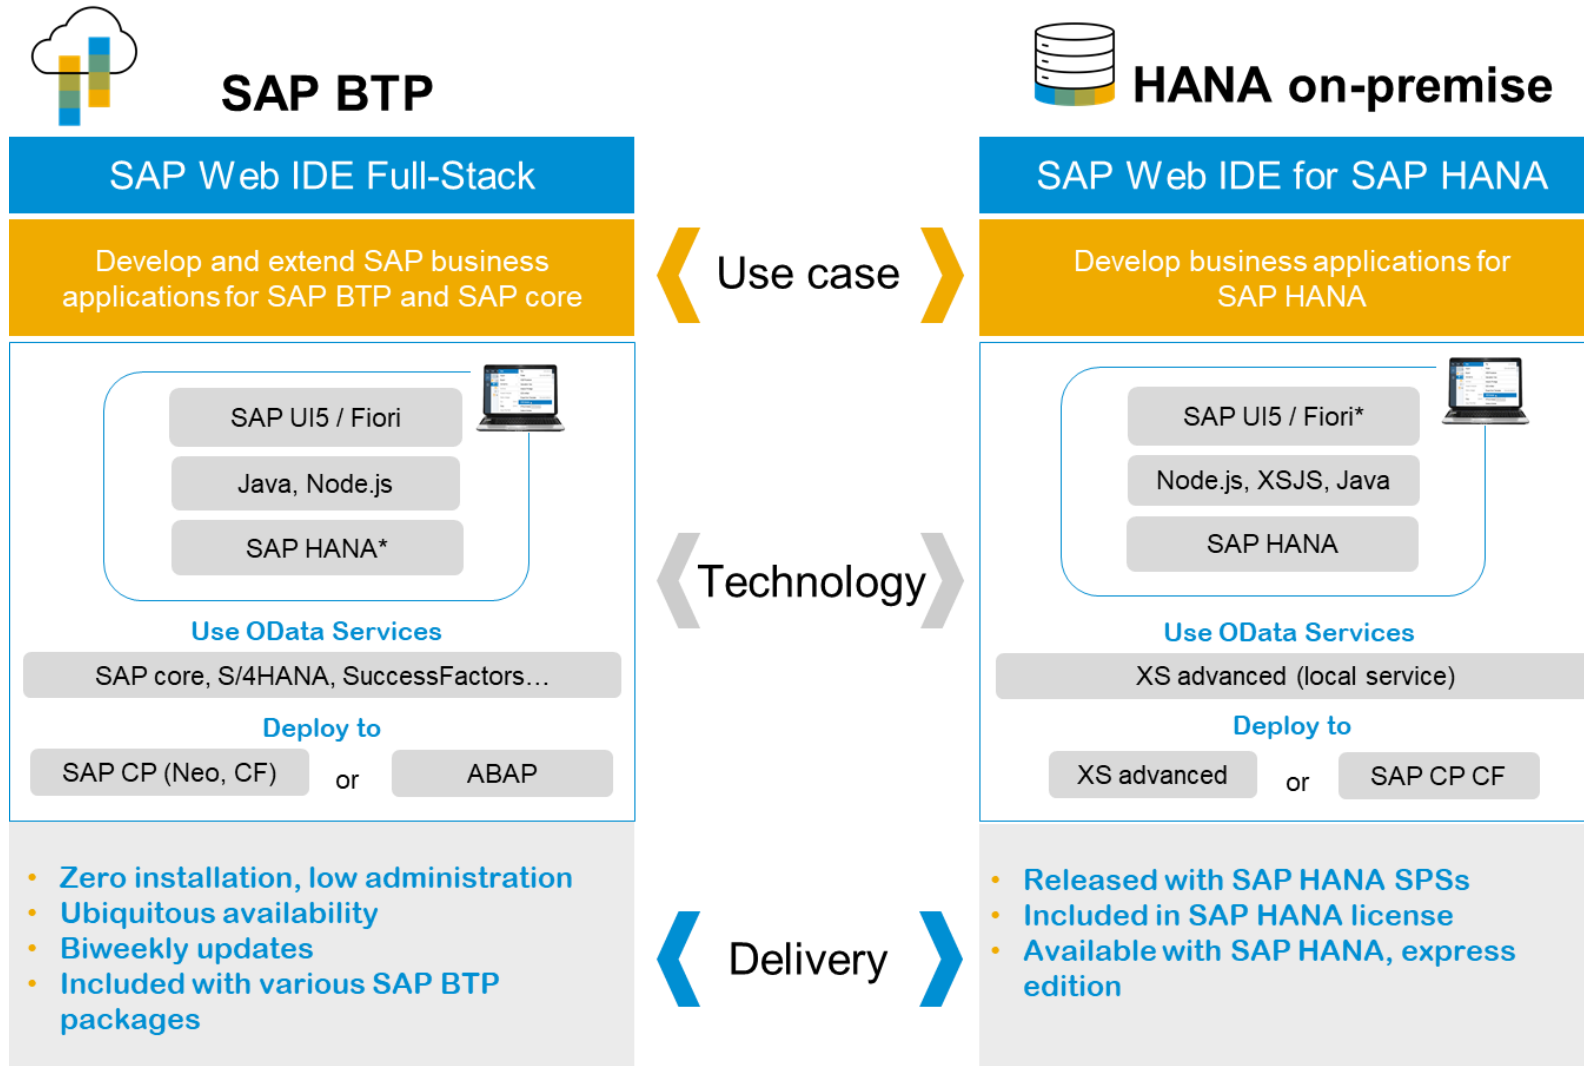 SAP BTP
HANA on-premise
SAP Web IDE Full-Stack
SAP Web IDE for SAP HANA
Develop and extend SAP business
applications for SAP BTP and SAP core
Use case
Develop business applications for
SAP HANA
SAP UI5 / Fiori
Java, Node.js
SAP HANA*
Use OData Services
SAP core, S/4HANA, SuccessFactors…
Deploy to
SAP CP (Neo, CF)
or
ABAP
Technology
SAP UI5 / Fiori*
Node.js, XSJS, Java
SAP HANA
Use OData Services
XS advanced (local service)
Deploy to
XS advanced
or
SAP CP CF
• Zero installation, low administration
• Ubiquitous availability
• Biweekly updates
• Included with various SAP BTP
packages
Delivery
• Released with SAP HANA SPSs
• Included in SAP HANA license
• Available with SAP HANA, express
edition